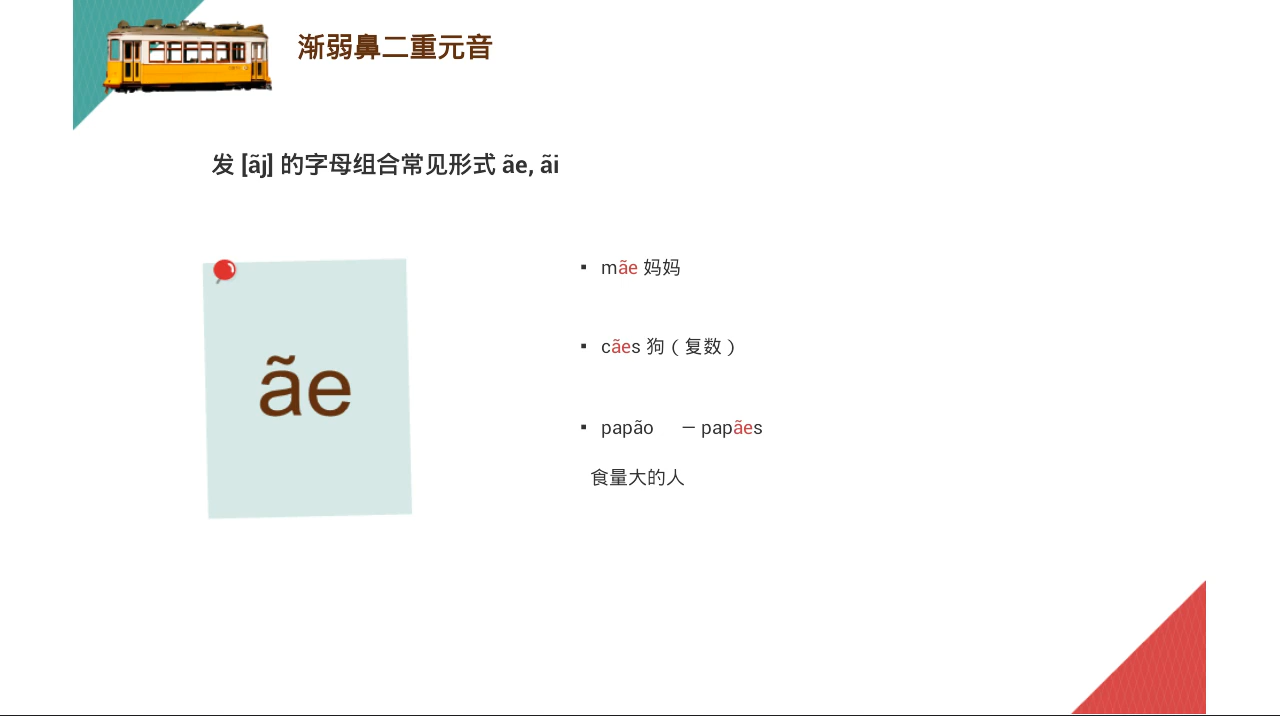 渐弱鼻二重元音
发 [ãj] 的字母组合常见形式 ãe, ãi
ãe
▪ mãe 妈妈
▪ cães 狗（复数）
▪ papão － papães
食量大的人